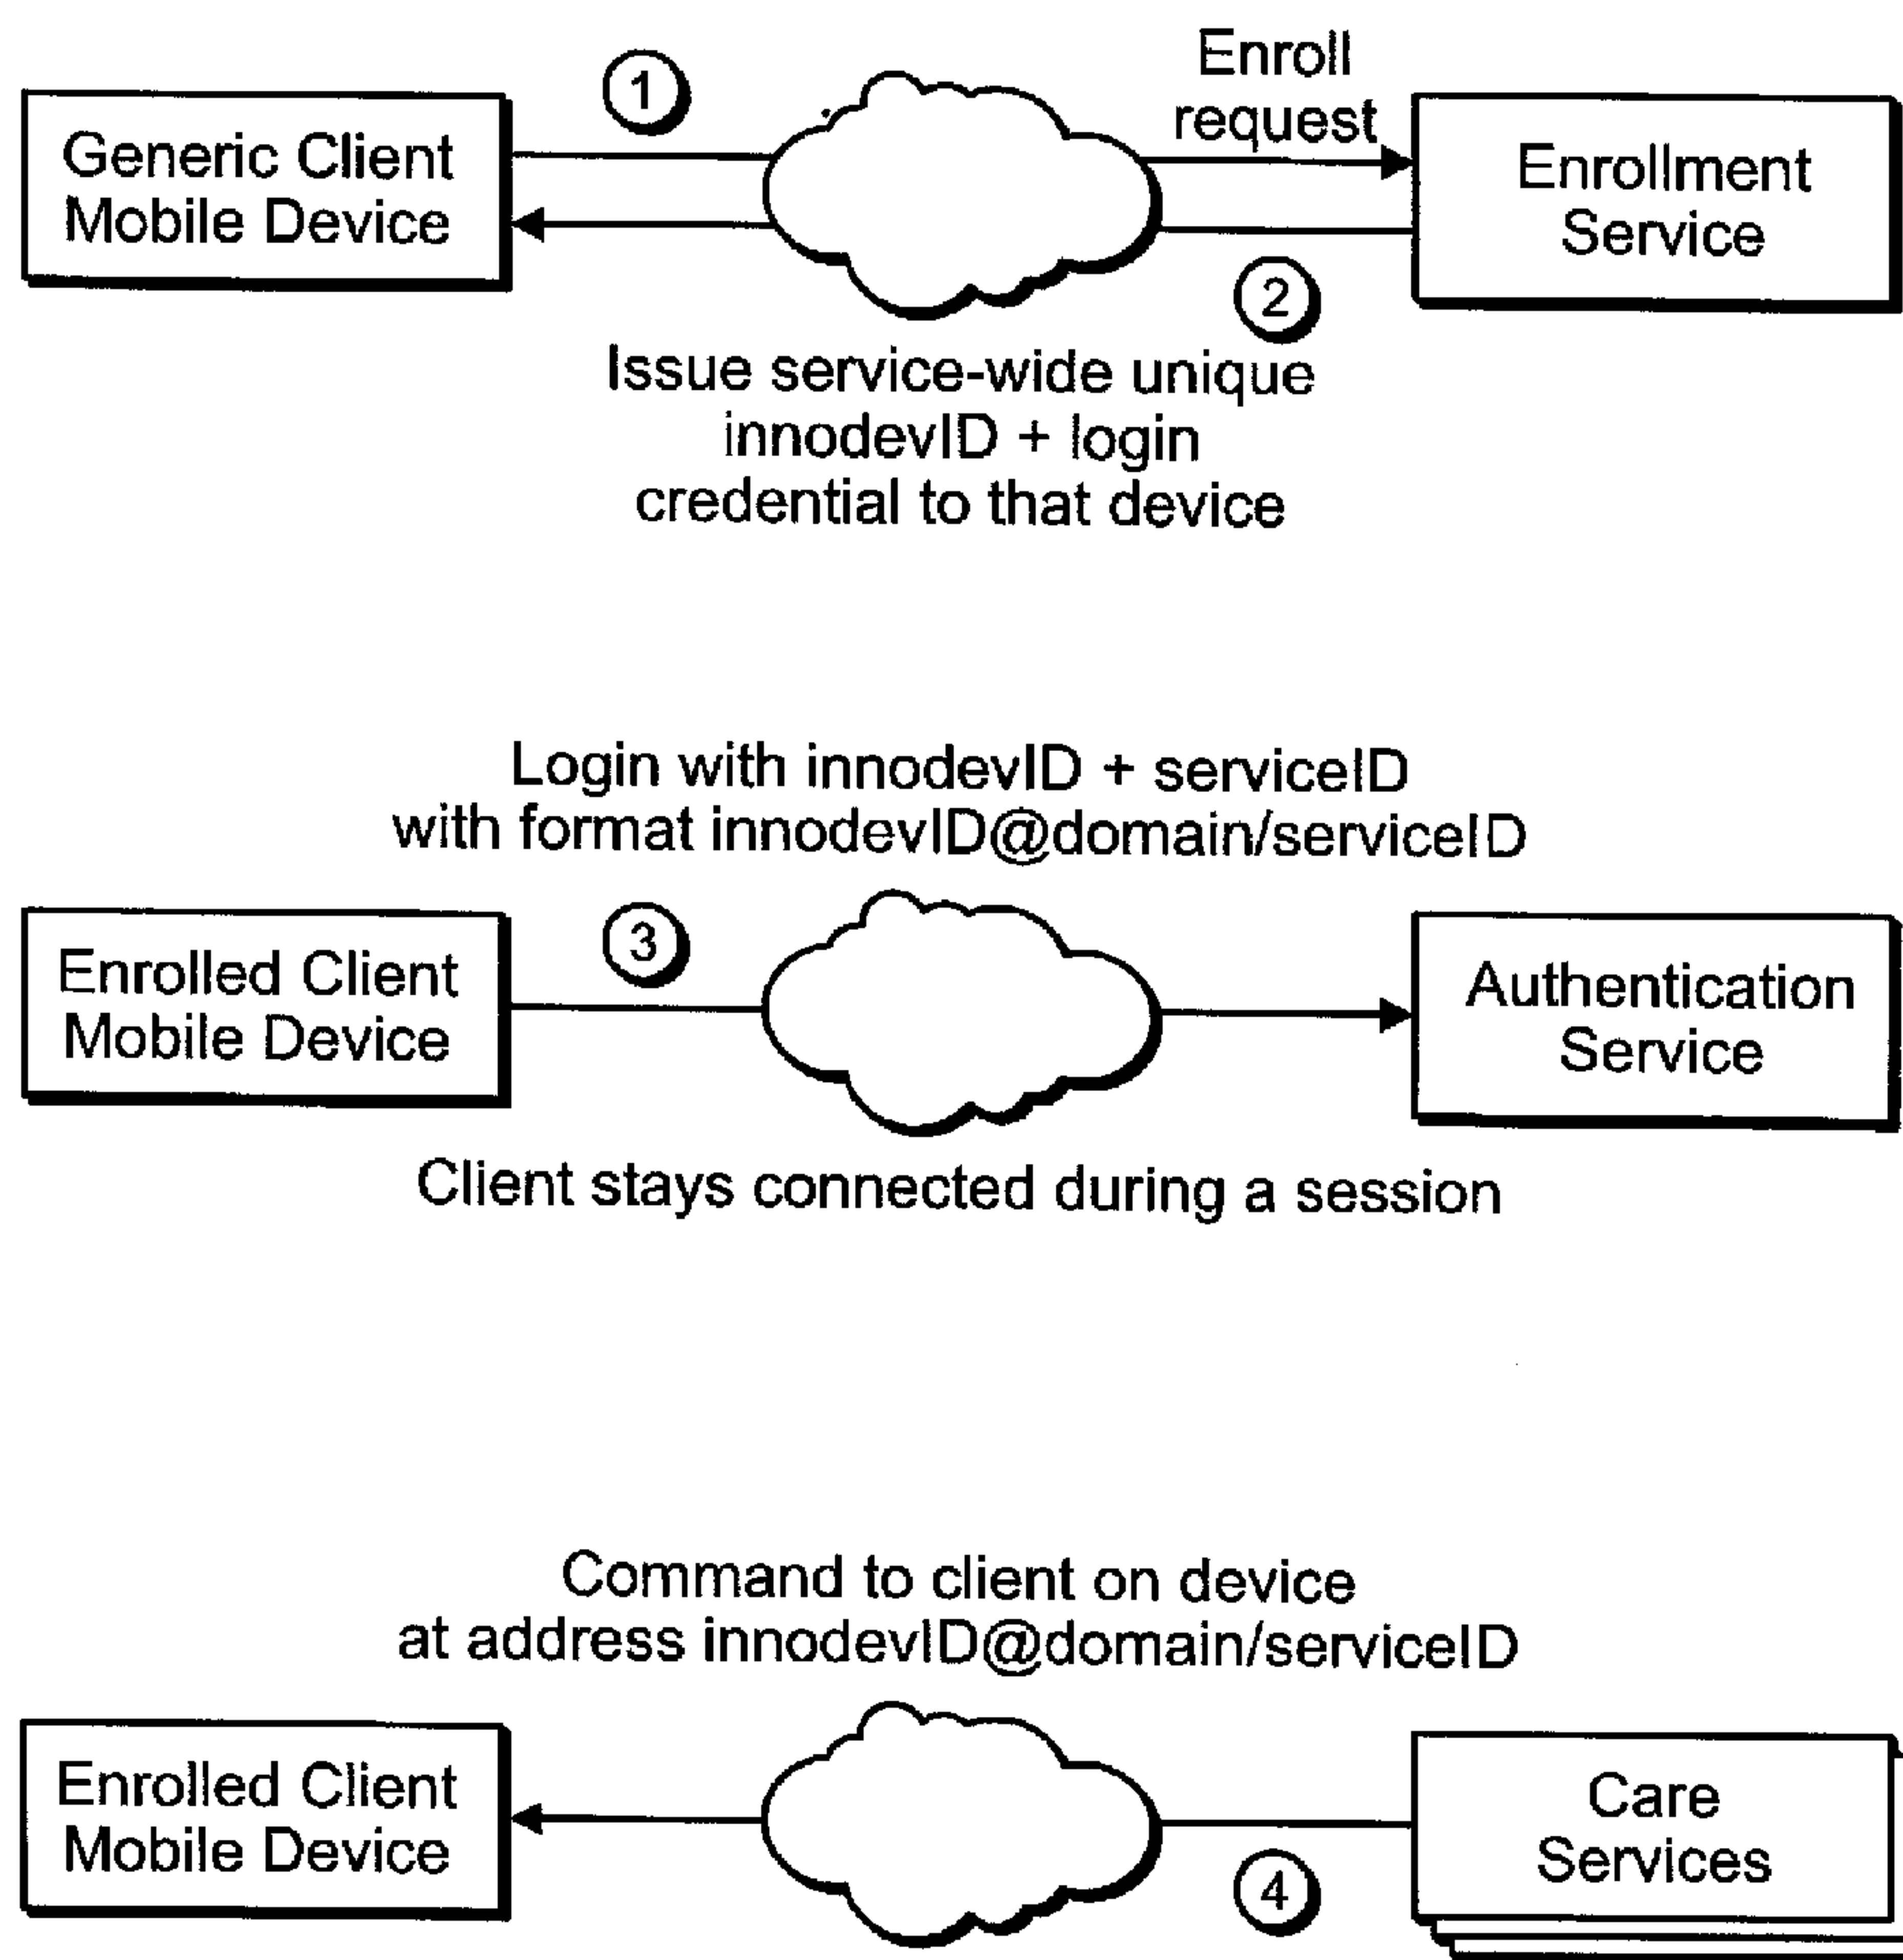 1
Enroll
request
Generic Client
Mobile Device
Enrollment
Service
2
Issue service-wide unique
innodevID + login
credential to that device
Login with innodevID + serviceID
with format innodevID@domain/serviceID
3
Enrolled Client
Mobile Device
Authentication
Service
Client stays connected during a session
Command to client on device
at address innodevID@domain/serviceID
Enrolled Client
Mobile Device
Care
Services
4